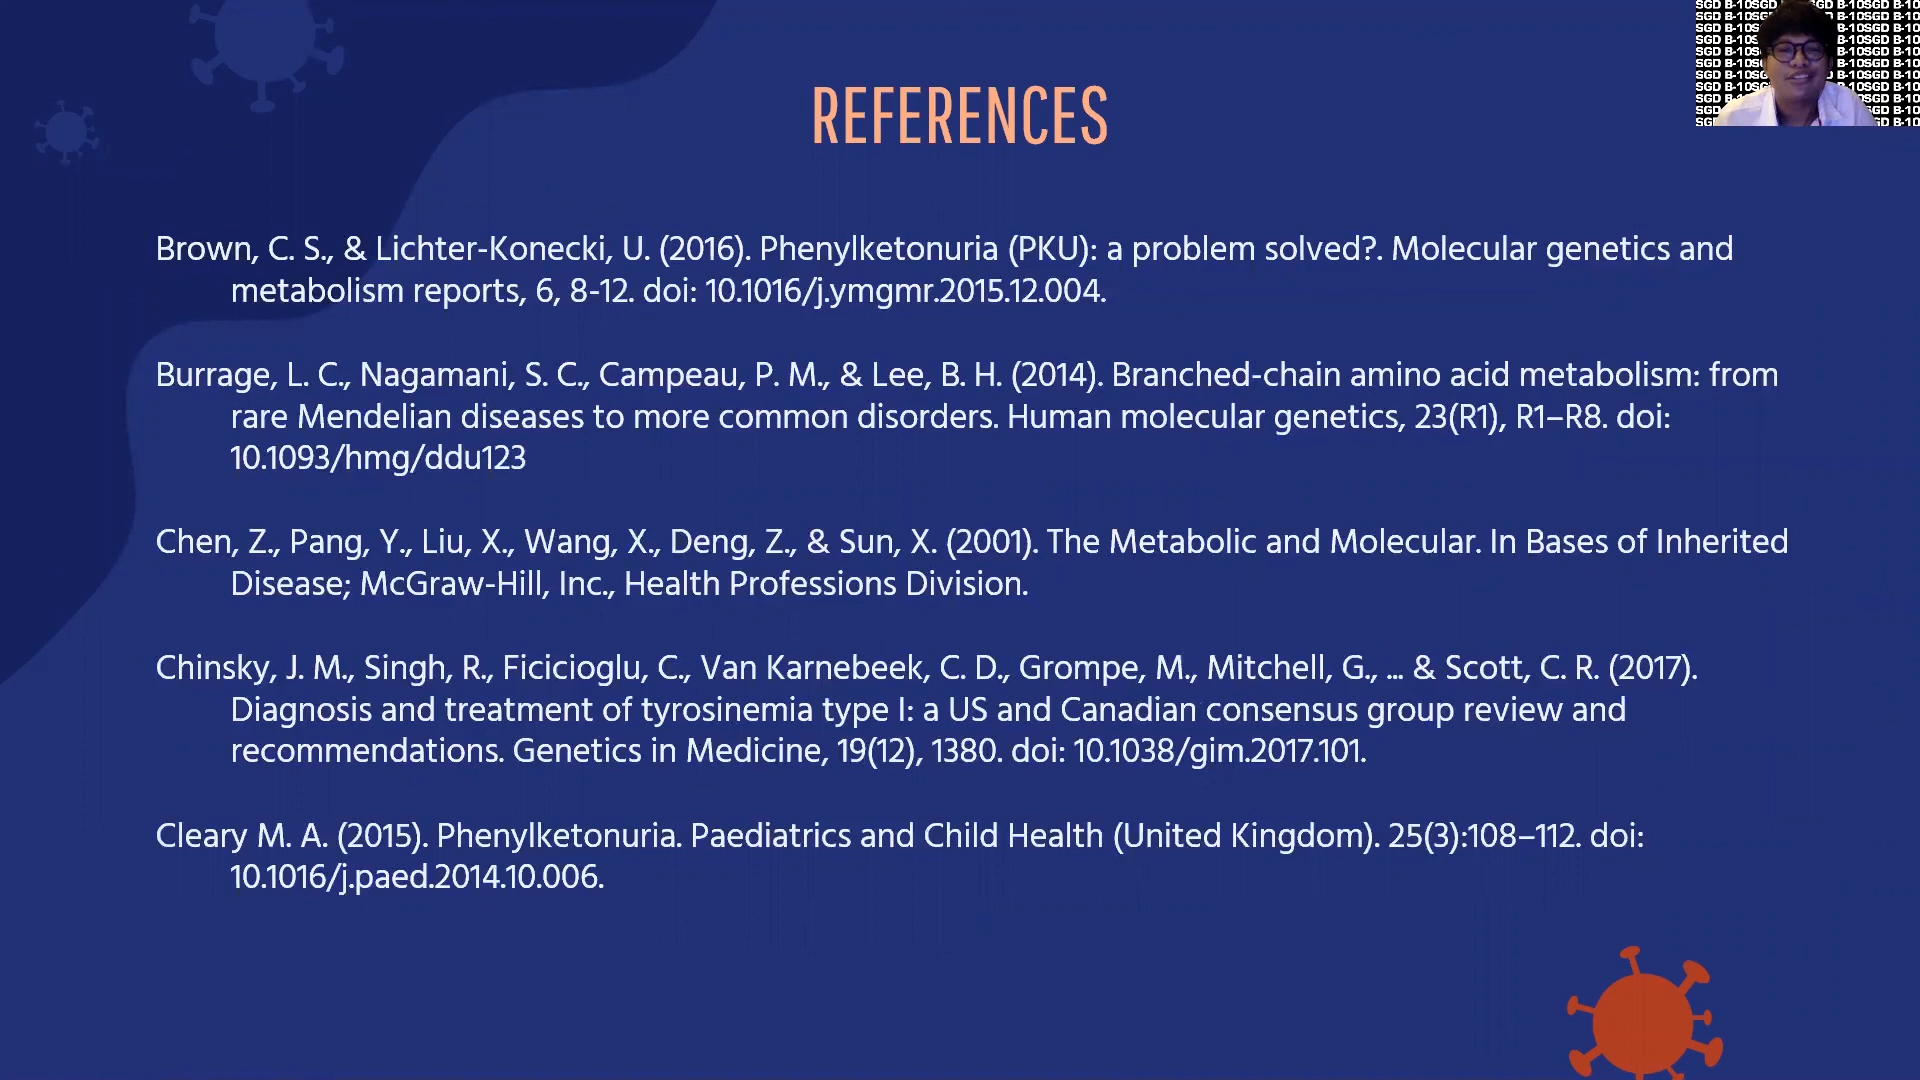 REFERENCES
Brown, C. S., & Lichter-Konecki, U. (2016). Phenylketonuria (PKU): a problem solved?. Molecular genetics and
metabolism reports, 6, 8-12. doi: 10.1016/j.ymgmr.2015.12.004.
Burrage, L. C., Nagamani, S. C., Campeau, P. M., & Lee, B. H. (2014). Branched-chain amino acid metabolism: from
rare Mendelian diseases to more common disorders. Human molecular genetics, 23(R1), R1–R8. doi:
10.1093/hmg/ddu123
Chen, Z., Pang, Y., Liu, X., Wang, X., Deng, Z., & Sun, X. (2001). The Metabolic and Molecular. In Bases of Inherited
Disease; McGraw-Hill, Inc., Health Professions Division.
Chinsky, J. M., Singh, R., Ficicioglu, C., Van Karnebeek, C. D., Grompe, M., Mitchell, G., ... & Scott, C. R. (2017).
Diagnosis and treatment of tyrosinemia type I: a US and Canadian consensus group review and
recommendations. Genetics in Medicine, 19(12), 1380. doi: 10.1038/gim.2017.101.
Cleary M. A. (2015). Phenylketonuria. Paediatrics and Child Health (United Kingdom). 25(3):108–112. doi:
10.1016/j.paed.2014.10.006.